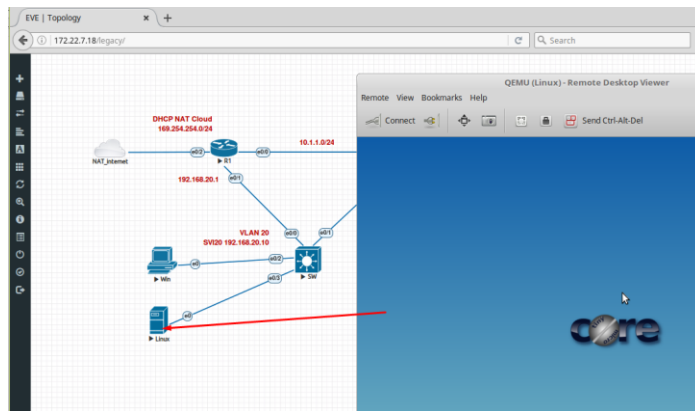 EVE | Topology
172.22.7.18/legacy/
Search
QEMU (Linux) - Remote Desktop Viewer
Remote View Bookmarks Help
Connect
Send Ctrl-Alt-Del
DHCP NAT Cloud
169.254.254.0/24
10.1.1.0/24
NAT_internet
e0/2
R1
e0/0
192.168.20.1
e0/1
VLAN 20
SVI20 192.168.20.10
e0/0
e0/1
Win
e0
e0/2
SW
e0/3
e0
Linux
core